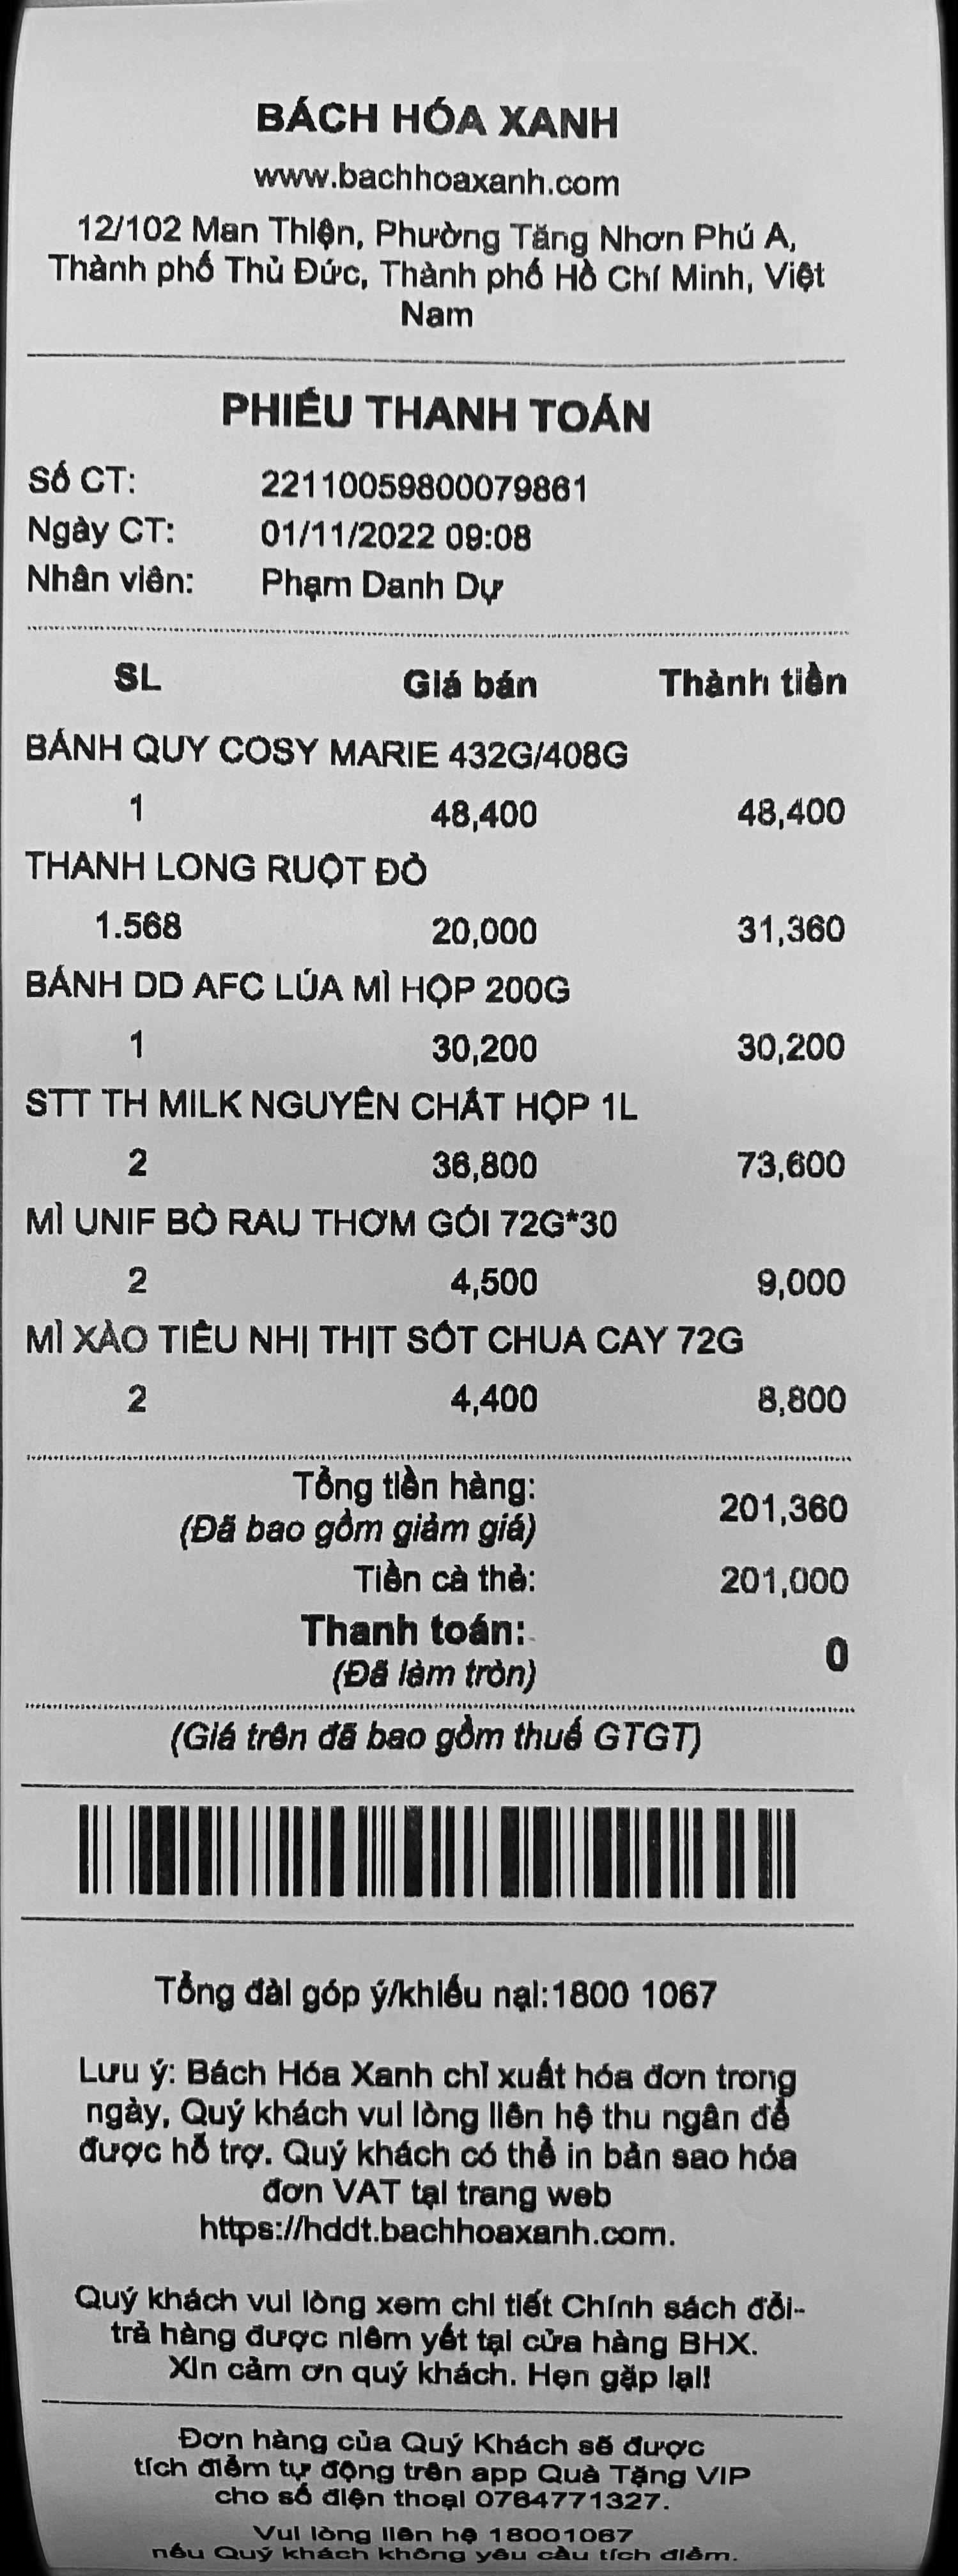 BÁCH HÓA XANH
www.bachhoaxanh.com
12/102 Man Thiện, Phường Tăng Nhơn Phú A,
Thành phố Thủ Đức, Thành phố Hồ Chí Minh, Việt
Nam
PHIẾU THANH TOÁN
Số CT: 22110059800079861
Ngày CT: 01/11/2022 09:08
Nhân viên: Phạm Danh Dự
SL Giá bán Thành tiền
BÁNH QUY COSY MARIE 432G/408G
1 48,400 48,400
THANH LONG RUỘT ĐỎ
1.568 20,000 31,360
BÁNH DD AFC LÚA MÌ HỘP 200G
1 30,200 30,200
STT TH MILK NGUYÊN CHẤT HỘP 1L
2 36,800 73,600
MÌ UNIF BÒ RAU THƠM GÓI 72G*30
2 4,500 9,000
MÌ XÀO TIỀU NHỊ THỊT SỐT CHUA CAY 72G
2 4,400 8,800
Tổng tiền hàng: 201,360
(Đã bao gồm giảm giá)
Tiền cà thẻ: 201,000
Thanh toán: 0
(Đã làm tròn)
(Giá trên đã bao gồm thuế GTGT)
Tổng đài góp ý/khiếu nại:1800 1067
Lưu ý: Bách Hóa Xanh chỉ xuất hóa đơn trong
ngày, Quý khách vui lòng liên hệ thu ngân để
được hỗ trợ. Quý khách có thể in bản sao hóa
đơn VAT tại trang web
https://hddt.bachhoaxanh.com.
Quý khách vui lòng xem chi tiết Chính sách đổi-
trả hàng được niêm yết tại cửa hàng BHX.
Xin cảm ơn quý khách. Hẹn gặp lại!
Đơn hàng của Quý Khách sẽ được
tích điểm tự động trên app Quà Tặng VIP
cho số điện thoại 0764771327.
Vui lòng liên hệ 18001067
nếu Quý khách không yêu cầu tích điểm.